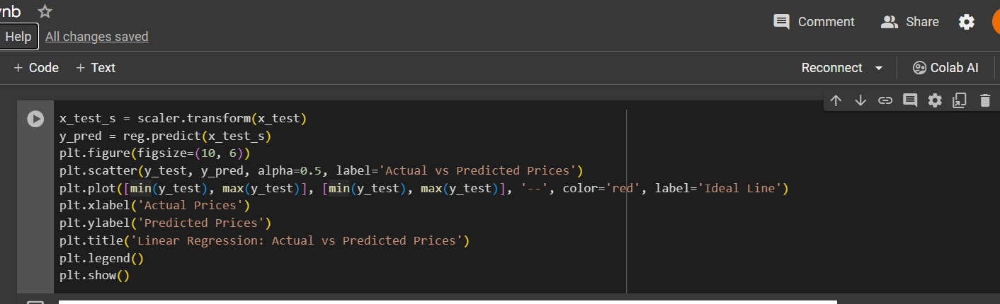 ynb
Comment
Share
Help
All changes saved
+ Code
+ Text
Reconnect
Colab AI
x_test_s = scaler.transform(x_test)
y_pred = reg.predict(x_test_s)
plt.figure(figsize=(10, 6))
plt.scatter(y_test, y_pred, alpha=0.5, label='Actual vs Predicted Prices')
plt.plot([min(y_test), max(y_test)], [min(y_test), max(y_test)], '--', color='red', label='Ideal Line')
plt.xlabel('Actual Prices')
plt.ylabel('Predicted Prices')
plt.title('Linear Regression: Actual vs Predicted Prices')
plt.legend()
plt.show()